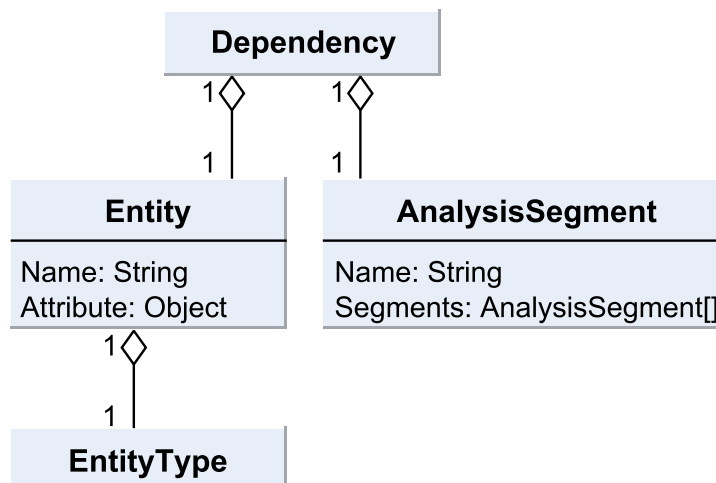 Dependency
1 1
1 1
Entity
AnalysisSegment
Name: String
Attribute: Object
Name: String
Segments: AnalysisSegment[]
1
1
EntityType